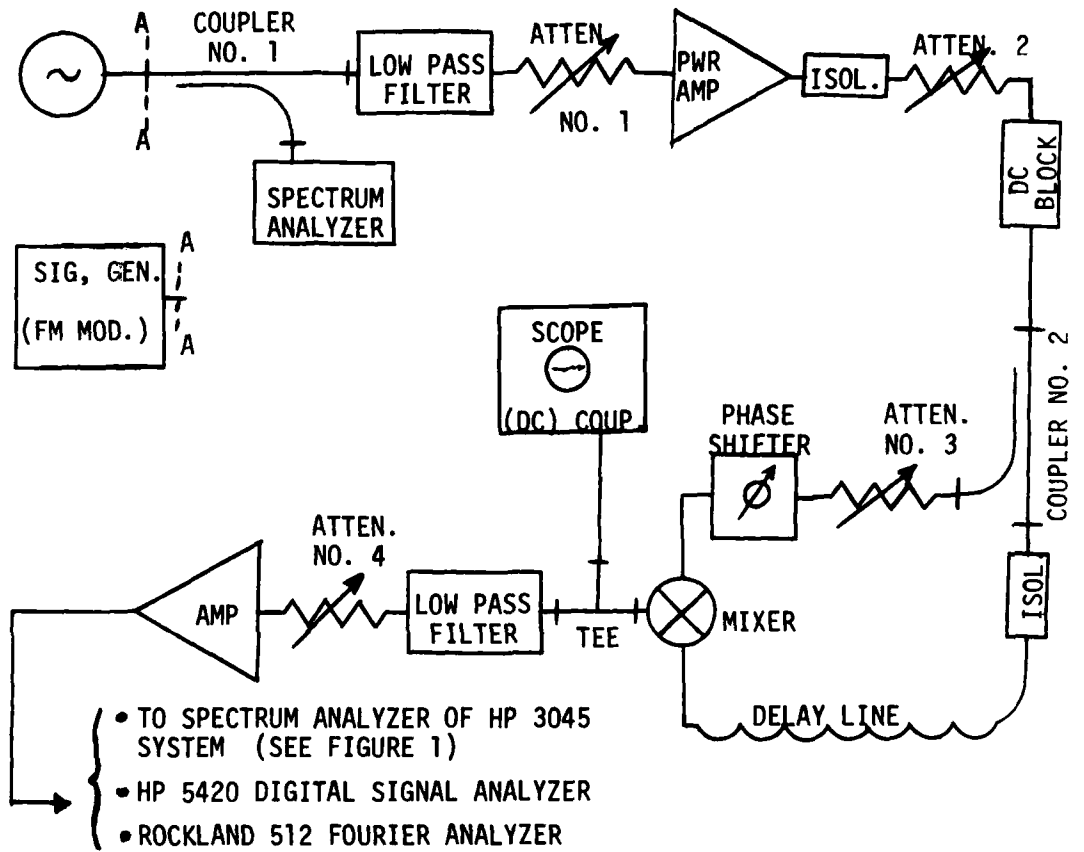 A
COUPLER
NO. 1
A
LOW PASS
FILTER
ATTEN.
NO. 1
PWR
AMP
ISOL.
ATTEN. 2
DC
BLOCK
SPECTRUM
ANALYZER
SIG, GEN.
(FM MOD.)
A
A
SCOPE
(DC) COUP.
PHASE
SHIFTER
ATTEN.
NO. 3
COUPLER NO. 2
ISOL
AMP
ATTEN.
NO. 4
LOW PASS
FILTER
TEE
MIXER
DELAY LINE
• TO SPECTRUM ANALYZER OF HP 3045
SYSTEM (SEE FIGURE 1)
• HP 5420 DIGITAL SIGNAL ANALYZER
• ROCKLAND 512 FOURIER ANALYZER